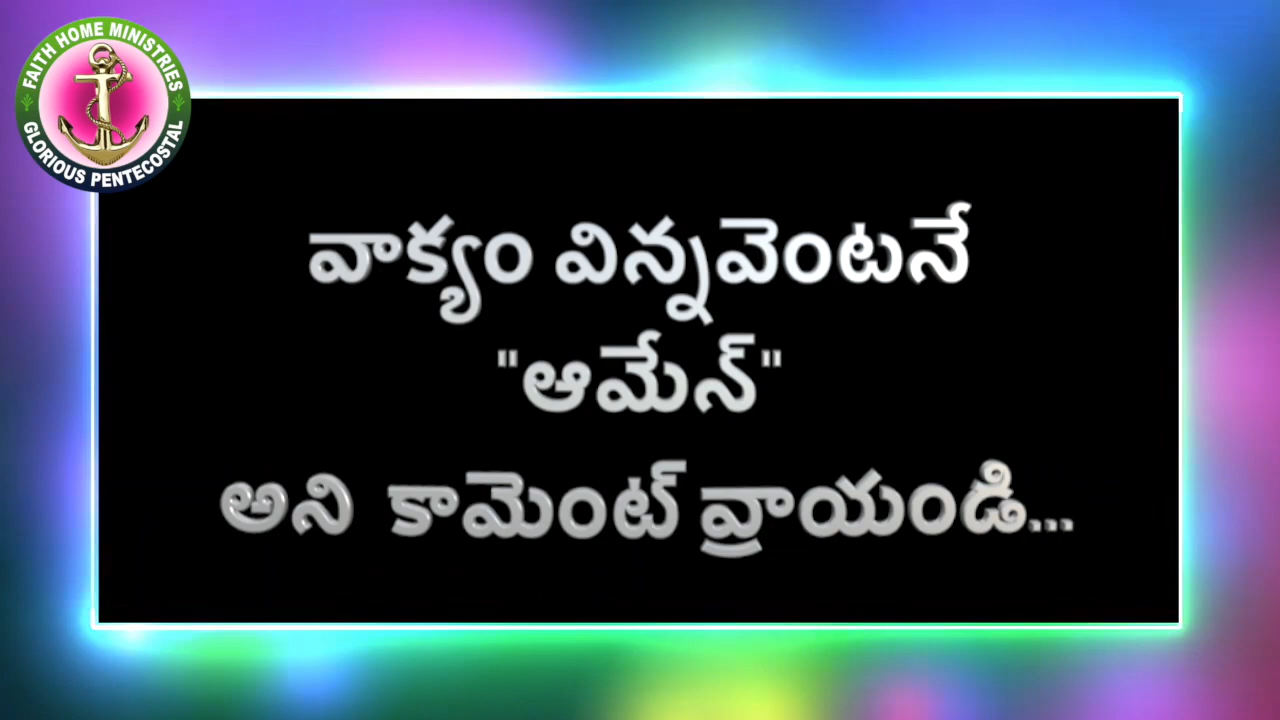 FAITH HOME MINISTRIES
GLORIOUS PENTECOSTAL
వాక్యం విన్నవెంటనే
"ఆమేన్"
అని కామెంట్ వ్రాయండి...